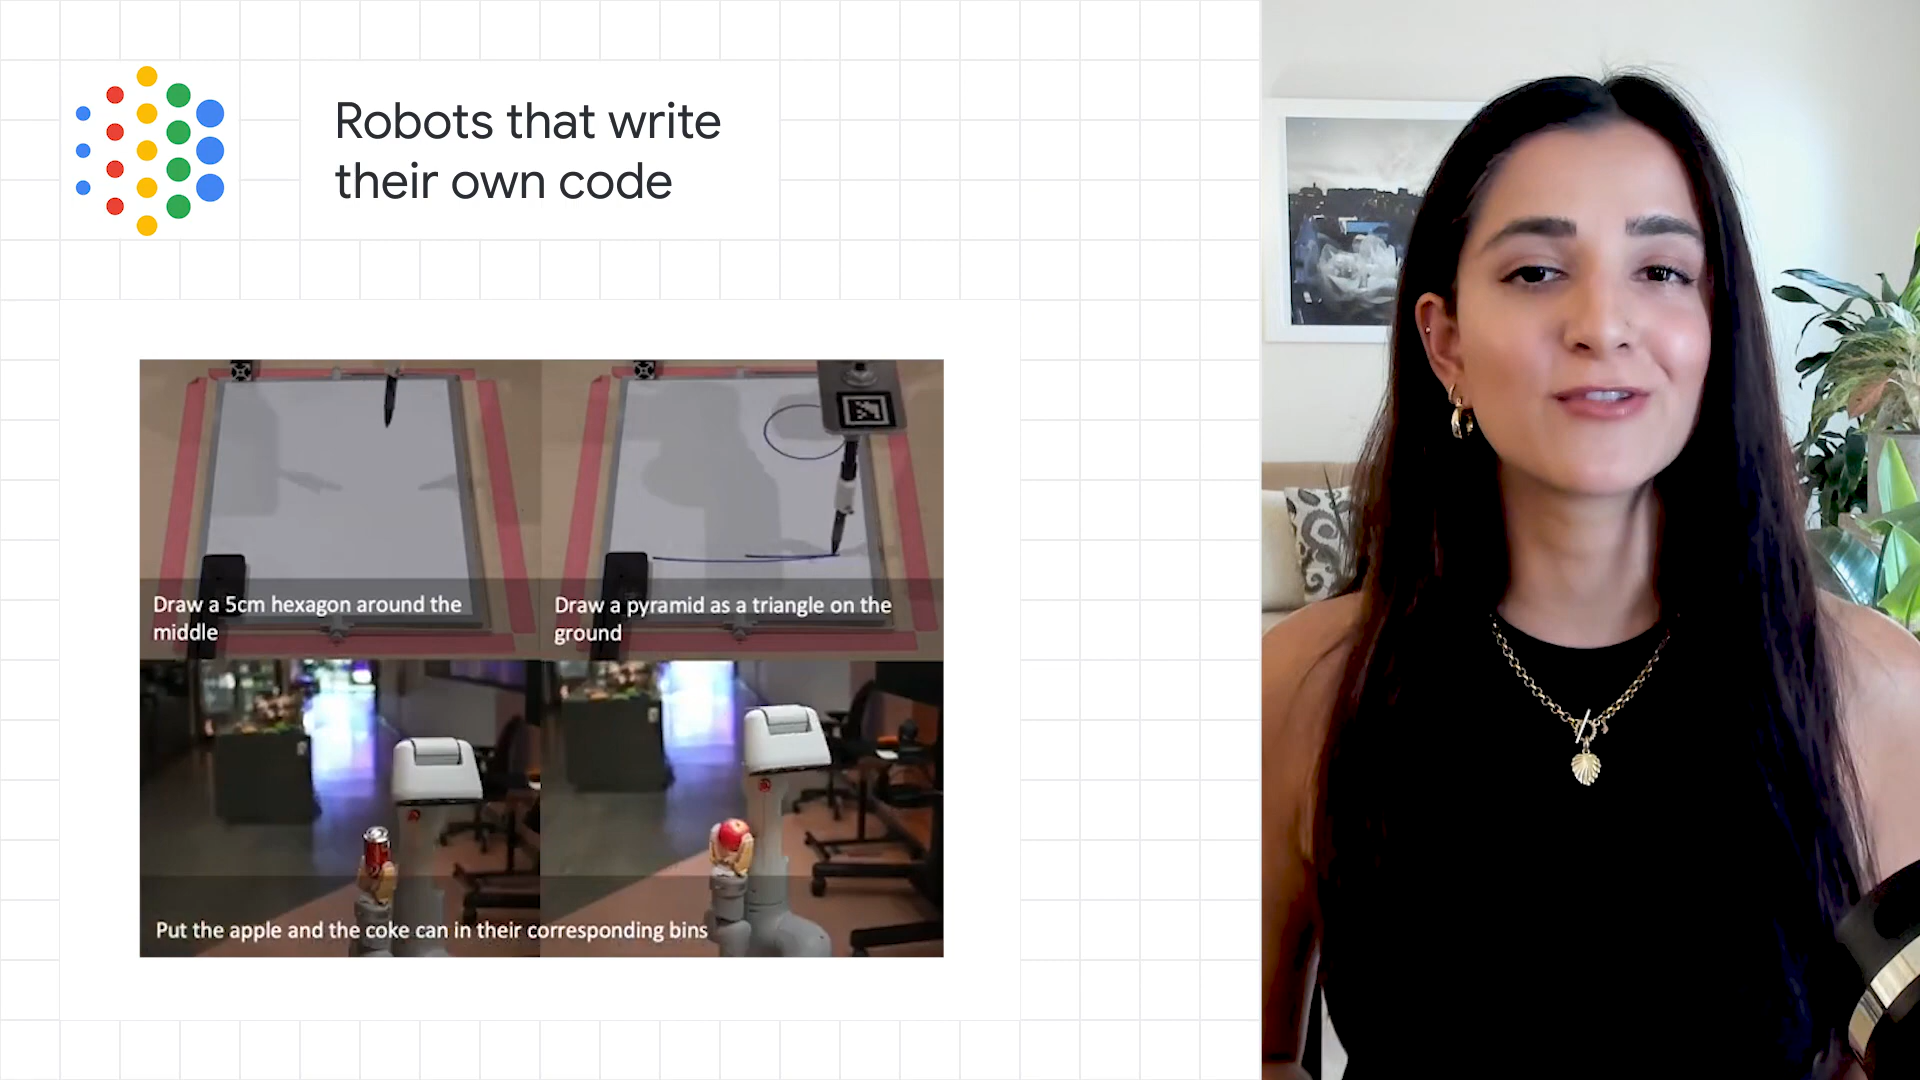 Robots that write
their own code
Draw a 5cm hexagon around the
middle
Draw a pyramid as a triangle on the
ground
Put the apple and the coke can in their corresponding bins